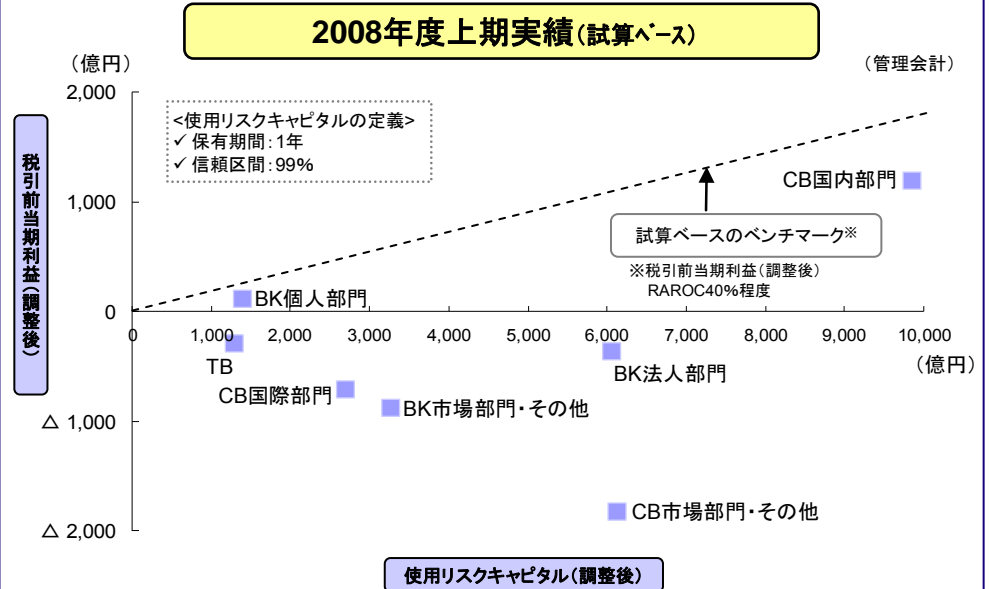 2008年度上期実績(試算ベース)
(億円)
(管理会計)
2,000
<使用リスクキャピタルの定義>
✓ 保有期間:1年
✓ 信頼区間:99%
税引前当期利益(調整後)
CB国内部門
1,000
試算ベースのベンチマーク※
※税引前当期利益(調整後)
RAROC40%程度
BK個人部門
0
0 1,000 2,000 3,000 4,000 5,000 6,000 7,000 8,000 9,000 10,000
(億円)
TB
BK法人部門
CB国際部門
BK市場部門・その他
△ 1,000
CB市場部門・その他
△ 2,000
使用リスクキャピタル(調整後)